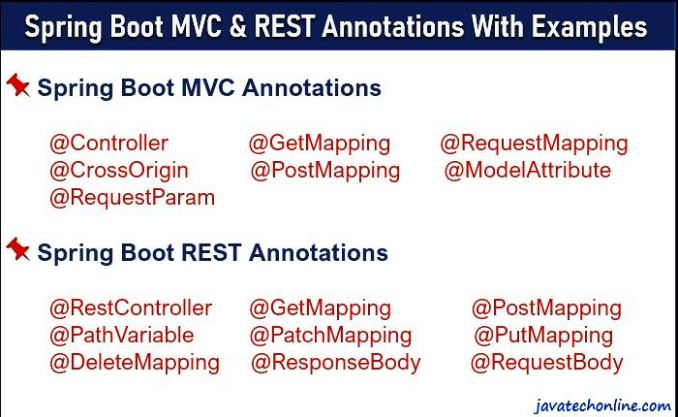 Spring Boot MVC & REST Annotations With Examples
Spring Boot MVC Annotations
@Controller @GetMapping @RequestMapping
@CrossOrigin @PostMapping @ModelAttribute
@RequestParam
Spring Boot REST Annotations
@RestController @GetMapping @PostMapping
@PathVariable @PatchMapping @PutMapping
@DeleteMapping @ResponseBody @RequestBody
javatechonline.com